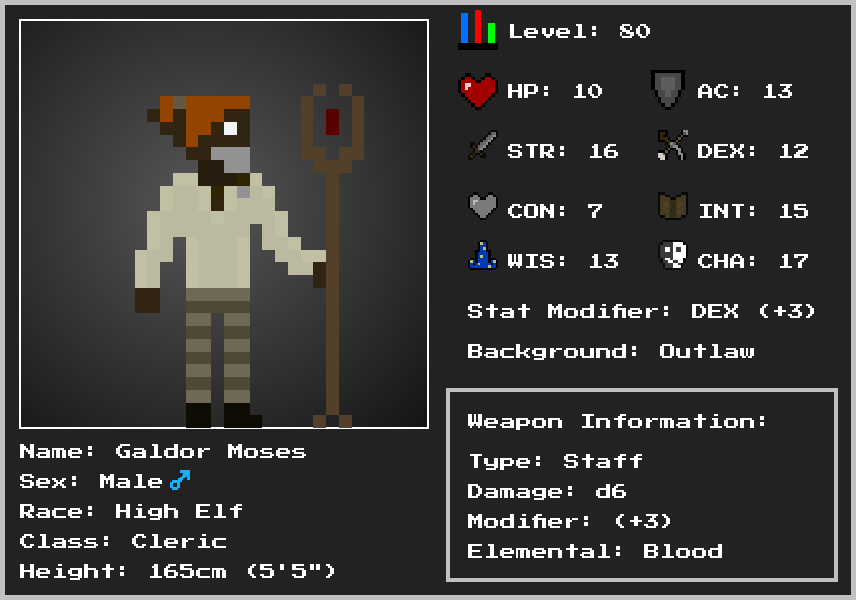 Level: 80
HP: 10
AC: 13
STR: 16
DEX: 12
CON: 7
INT: 15
WIS: 13
CHA: 17
Stat Modifier: DEX (+3)
Background: Outlaw
Weapon Information:
Type: Staff
Damage: d6
Modifier: (+3)
Elemental: Blood
Name: Galdor Moses
Sex: Male♂
Race: High Elf
Class: Cleric
Height: 165cm (5'5")